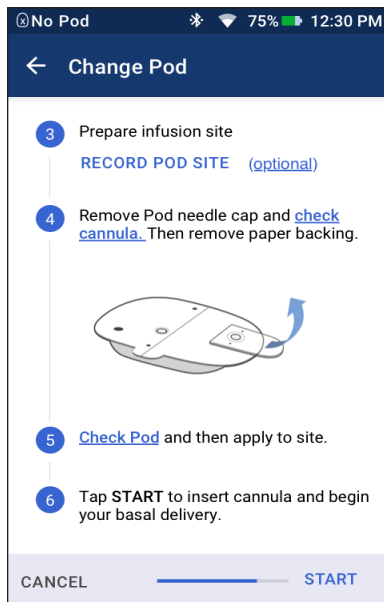 No Pod 75% 12:30 PM
Change Pod
3 Prepare infusion site
RECORD POD SITE (optional)
4 Remove Pod needle cap and check
cannula. Then remove paper backing.
5 Check Pod and then apply to site.
6 Tap START to insert cannula and begin
your basal delivery.
CANCEL START